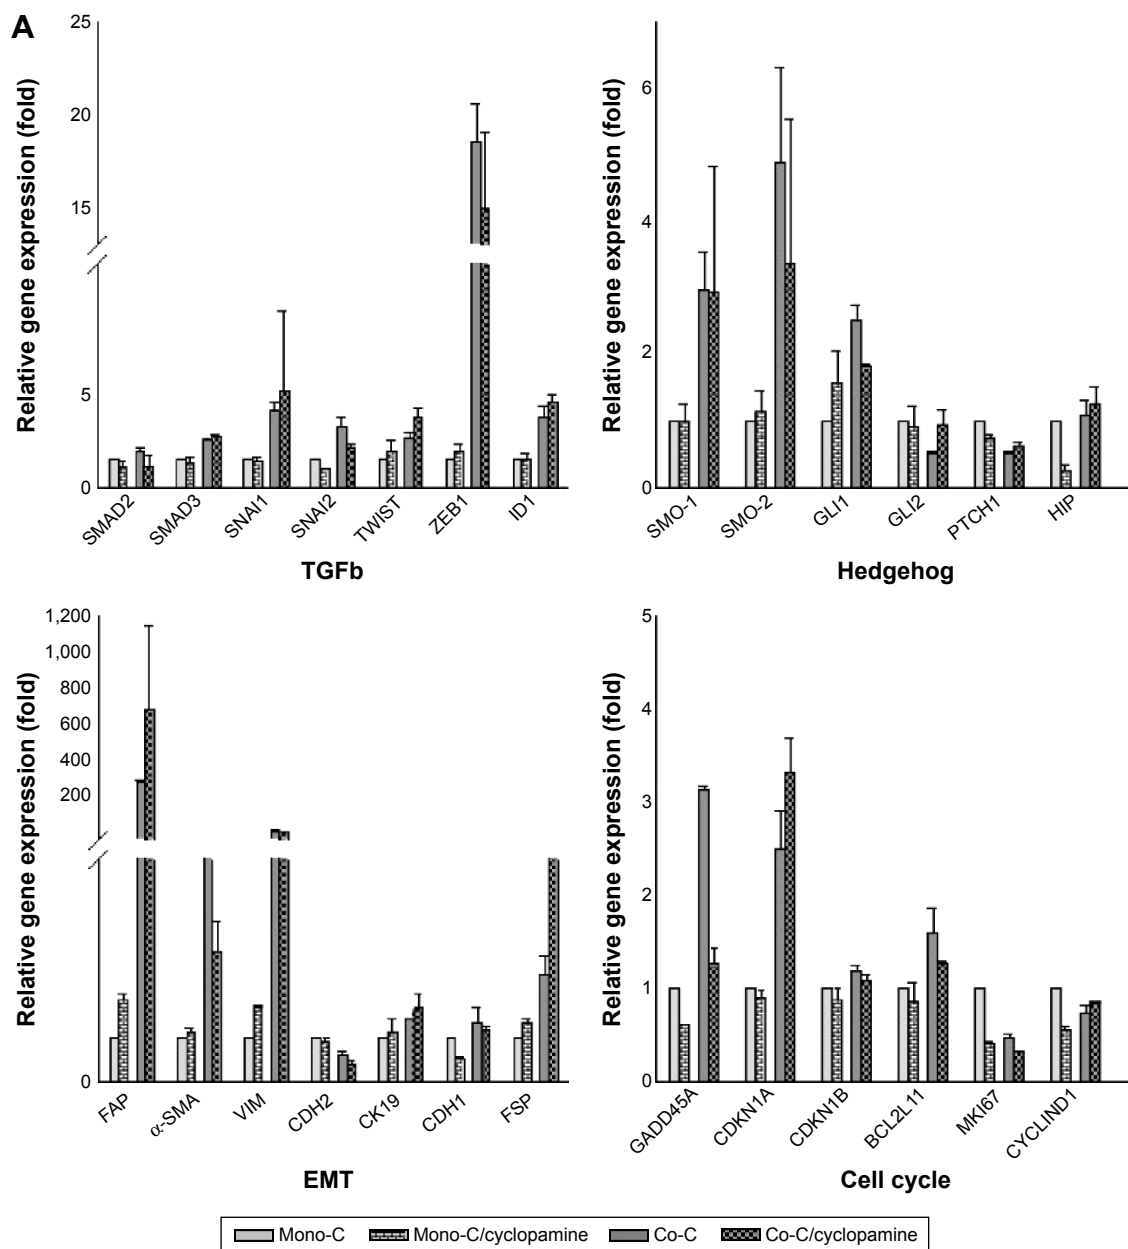 A
Relative gene expression (fold)
25
20
15
5
0
SMAD2 SMAD3 SNAI1 SNAI2 TWIST ZEB1 ID1
TGFb
Relative gene expression (fold)
6
4
2
0
SMO-1 SMO-2 GLI1 GLI2 PTCH1 HIP
Hedgehog
Relative gene expression (fold)
1,200
1,000
800
600
400
200
0
FAP α-SMA VIM CDH2 CK19 CDH1 FSP
EMT
Relative gene expression (fold)
5
4
3
2
1
0
GADD45A CDKN1A CDKN1B BCL2L11 MKI67 CYCLIND1
Cell cycle
Mono-C Mono-C/cyclopamine Co-C Co-C/cyclopamine